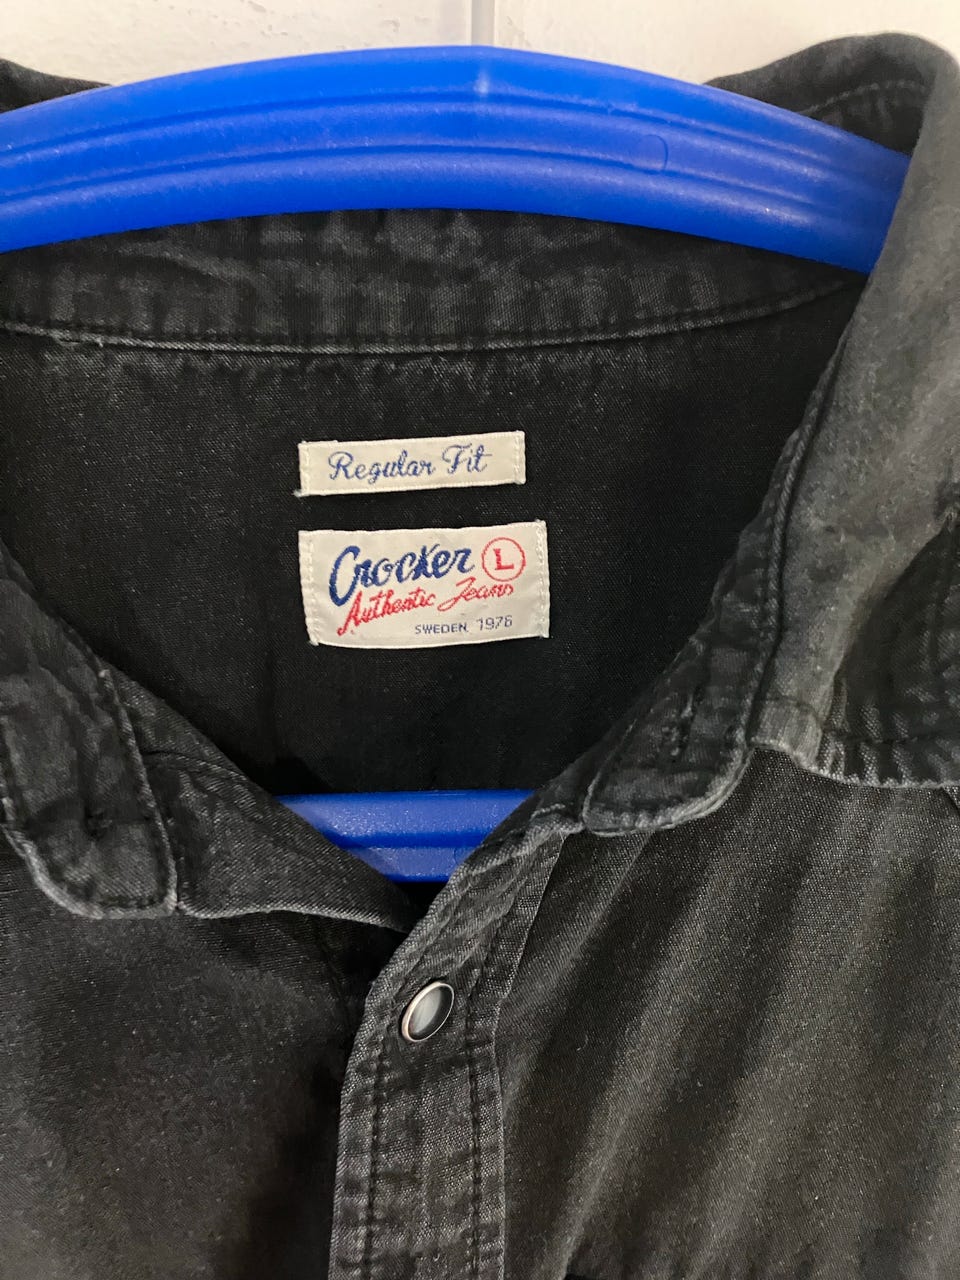 Regular Fit
Crocker L
Authentic Jeans
SWEDEN 1976